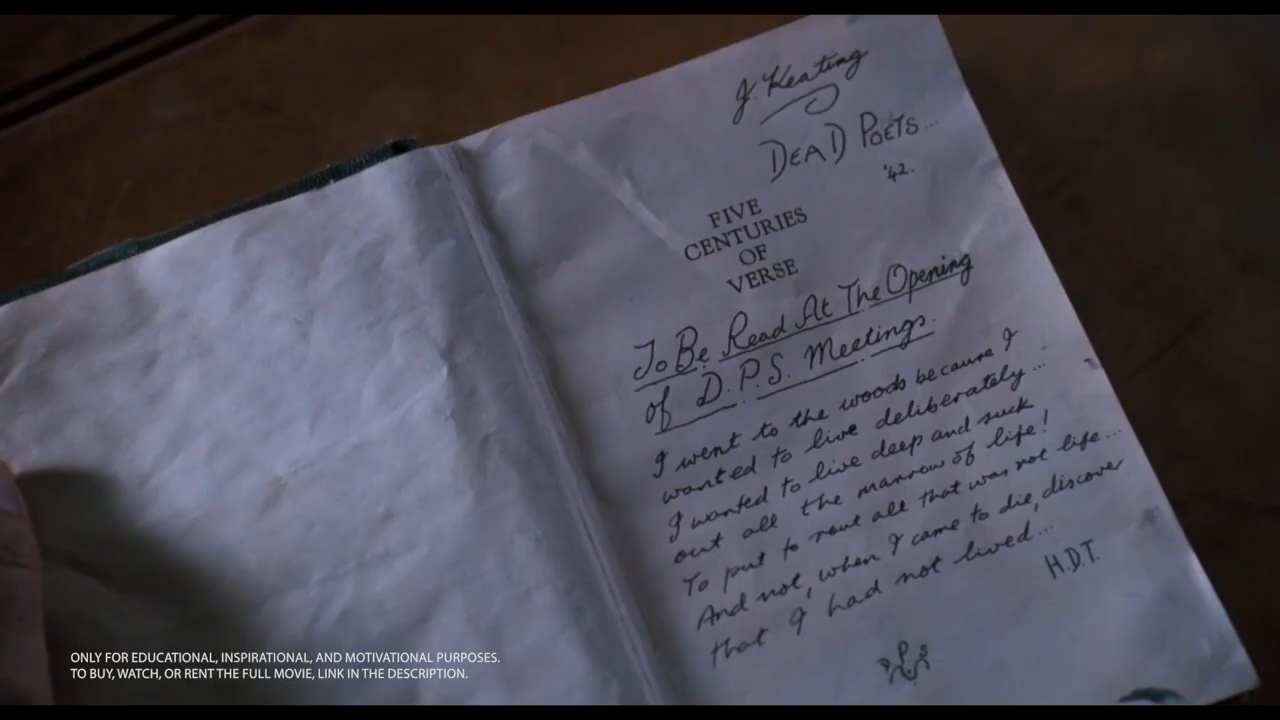 J. Keating
DEAD POETS...
'42.
FIVE
CENTURIES
OF
VERSE
To Be Read At The Opening
of D.P.S. Meetings.
I went to the woods because I
wanted to live deliberately...
I wanted to live deep and suck
out all the marrow of life!
To put to rout all that was not life...
And not, when I came to die, discover
that I had not lived...
H.D.T.
ONLY FOR EDUCATIONAL, INSPIRATIONAL, AND MOTIVATIONAL PURPOSES.
TO BUY, WATCH, OR RENT THE FULL MOVIE, LINK IN THE DESCRIPTION.